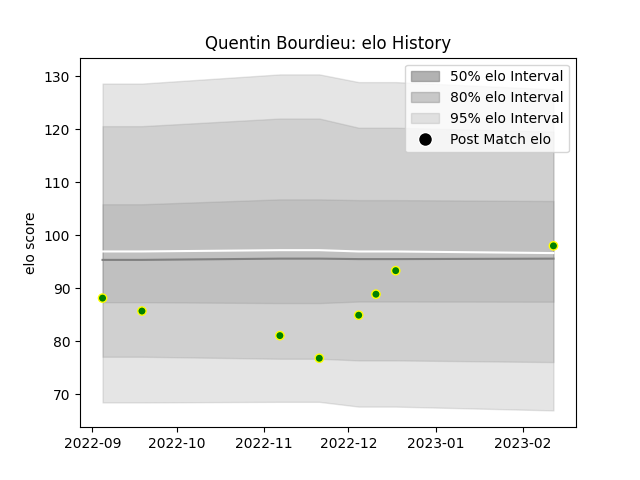 Quentin Bourdieu: elo History
130
120
110
100
90
80
70
elo score
50% elo Interval
80% elo Interval
95% elo Interval
Post Match elo
2022-09
2022-10
2022-11
2022-12
2023-01
2023-02